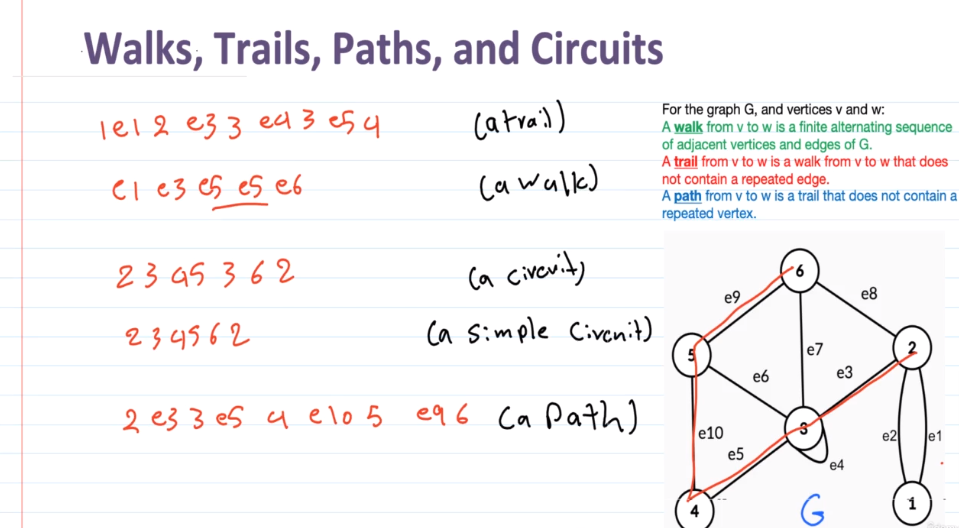 Walks, Trails, Paths, and Circuits
1 e1 2 e3 3 e4 3 e5 4 (a trail)
e1 e3 e5 e5 e6 (a walk)
2 3 4 5 3 6 2 (a circuit)
2 3 4 5 6 2 (a simple circuit)
2 e3 3 e5 4 e10 5 e9 6 (a Path)
For the graph G, and vertices v and w:
A walk from v to w is a finite alternating sequence
of adjacent vertices and edges of G.
A trail from v to w is a walk from v to w that does
not contain a repeated edge.
A path from v to w is a trail that does not contain a
repeated vertex.
6
e9 e8
5 2
e7
e6 e3
3
e10 e2 e1
e5
e4
4 G 1